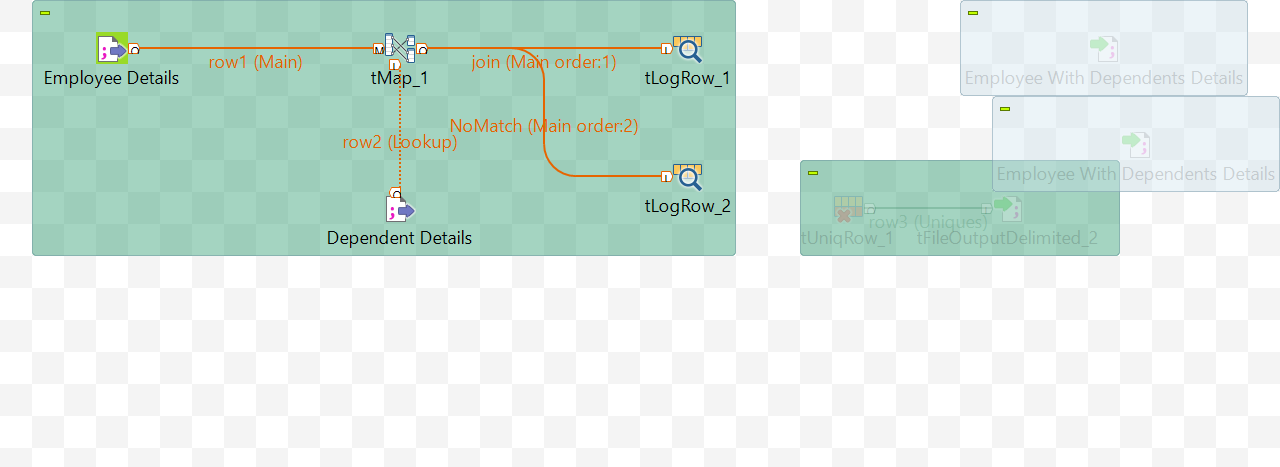 Employee Details
row1 (Main)
tMap_1
join (Main order:1)
tLogRow_1
NoMatch (Main order:2)
row2 (Lookup)
tLogRow_2
Dependent Details
Employee With Dependents Details
Employee With Dependents Details
row3 (Uniques)
tUniqRow_1
tFileOutputDelimited_2